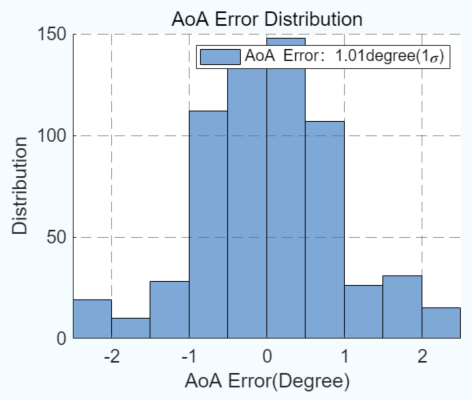 AoA Error Distribution
150
AoA Error: 1.01degree(1σ)
100
50
0
Distribution
-2
-1
0
1
2
AoA Error(Degree)